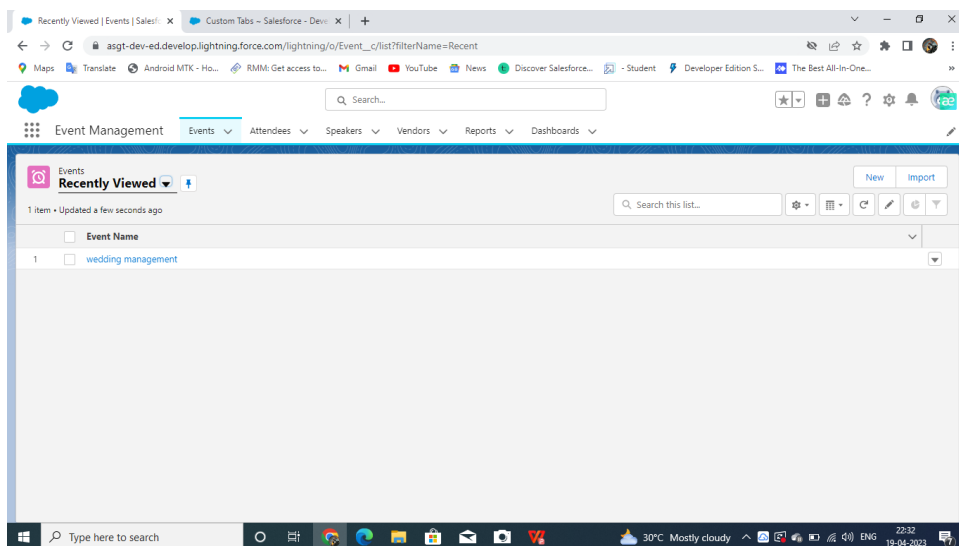 Recently Viewed | Events | Salesfo
Custom Tabs – Salesforce - Deve
asgt-dev-ed.develop.lightning.force.com/lightning/o/Event__c/list?filterName=Recent
Maps Translate Android MTK - Ho... RMM: Get access to... Gmail YouTube News Discover Salesforce... - Student Developer Edition S... The Best All-In-One... »
Search...
Event Management Events Attendees Speakers Vendors Reports Dashboards
Events
Recently Viewed
New Import
1 item • Updated a few seconds ago
Search this list...
Event Name
1 wedding management
Type here to search
30°C Mostly cloudy ENG
22:32
19-04-2023